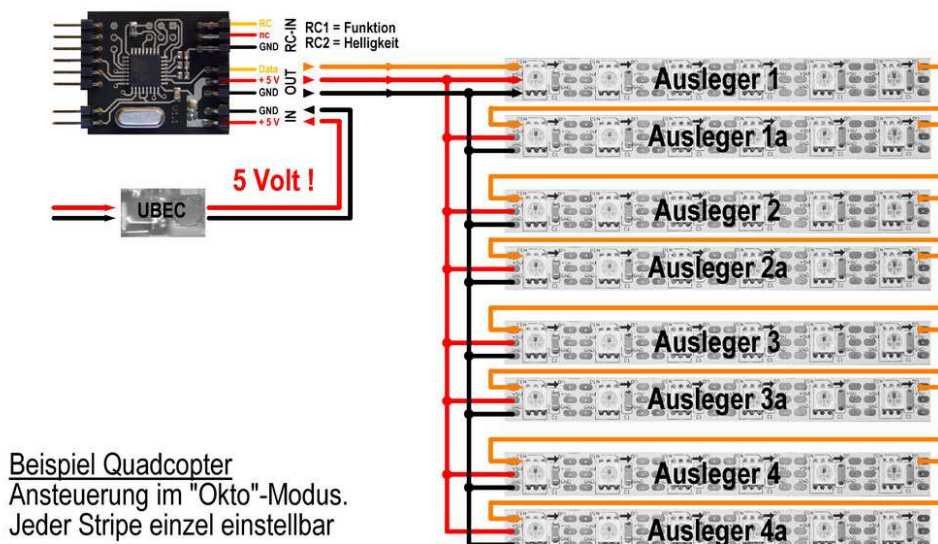 RC
nc
GND
RC-IN
RC1 = Funktion
RC2 = Helligkeit
Data
+ 5 V
GND
OUT
GND
+ 5 V
IN
5 Volt !
UBEC
Ausleger 1
Ausleger 1a
Ausleger 2
Ausleger 2a
Ausleger 3
Ausleger 3a
Ausleger 4
Ausleger 4a
Beispiel Quadcopter
Ansteuerung im "Okto"-Modus.
Jeder Stripe einzel einstellbar